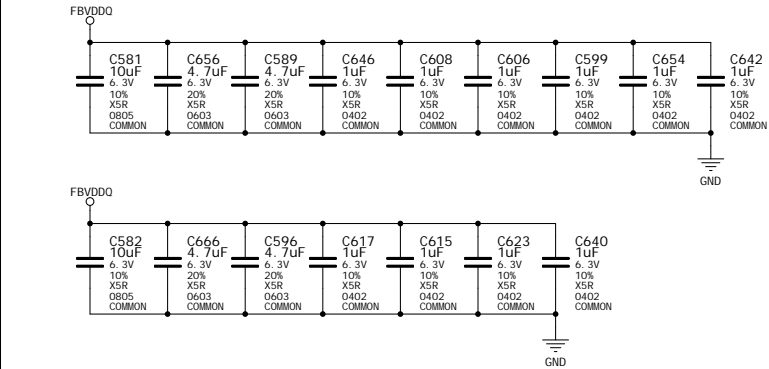 FBVDDQ
C581 C656 C589 C646 C608 C606 C599 C654 C642
10uF 4.7uF 4.7uF 1uF 1uF 1uF 1uF 1uF 1uF
6.3V 6.3V 6.3V 6.3V 6.3V 6.3V 6.3V 6.3V 6.3V
10% 20% 20% 10% 10% 10% 10% 10% 10%
X5R X5R X5R X5R X5R X5R X5R X5R X5R
0805 0603 0603 0402 0402 0402 0402 0402 0402
COMMON COMMON COMMON COMMON COMMON COMMON COMMON COMMON COMMON
GND
FBVDDQ
C582 C666 C596 C617 C615 C623 C640
10uF 4.7uF 4.7uF 1uF 1uF 1uF 1uF
6.3V 6.3V 6.3V 6.3V 6.3V 6.3V 6.3V
10% 20% 20% 10% 10% 10% 10%
X5R X5R X5R X5R X5R X5R X5R
0805 0603 0603 0402 0402 0402 0402
COMMON COMMON COMMON COMMON COMMON COMMON COMMON
GND